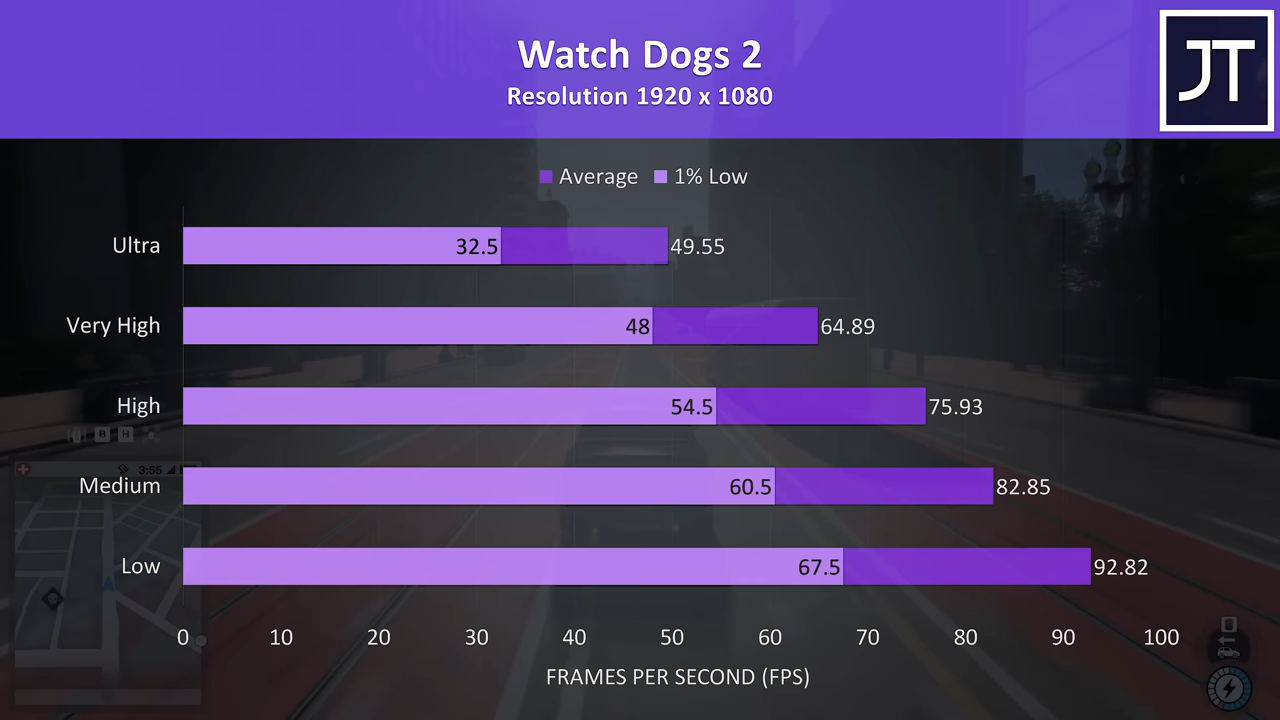 Watch Dogs 2
Resolution 1920 x 1080
JT
Average 1% Low
Ultra 32.5 49.55
Very High 48 64.89
High 54.5 75.93
B H
3:55
Medium 60.5 82.85
Low 67.5 92.82
0 10 20 30 40 50 60 70 80 90 100
FRAMES PER SECOND (FPS)